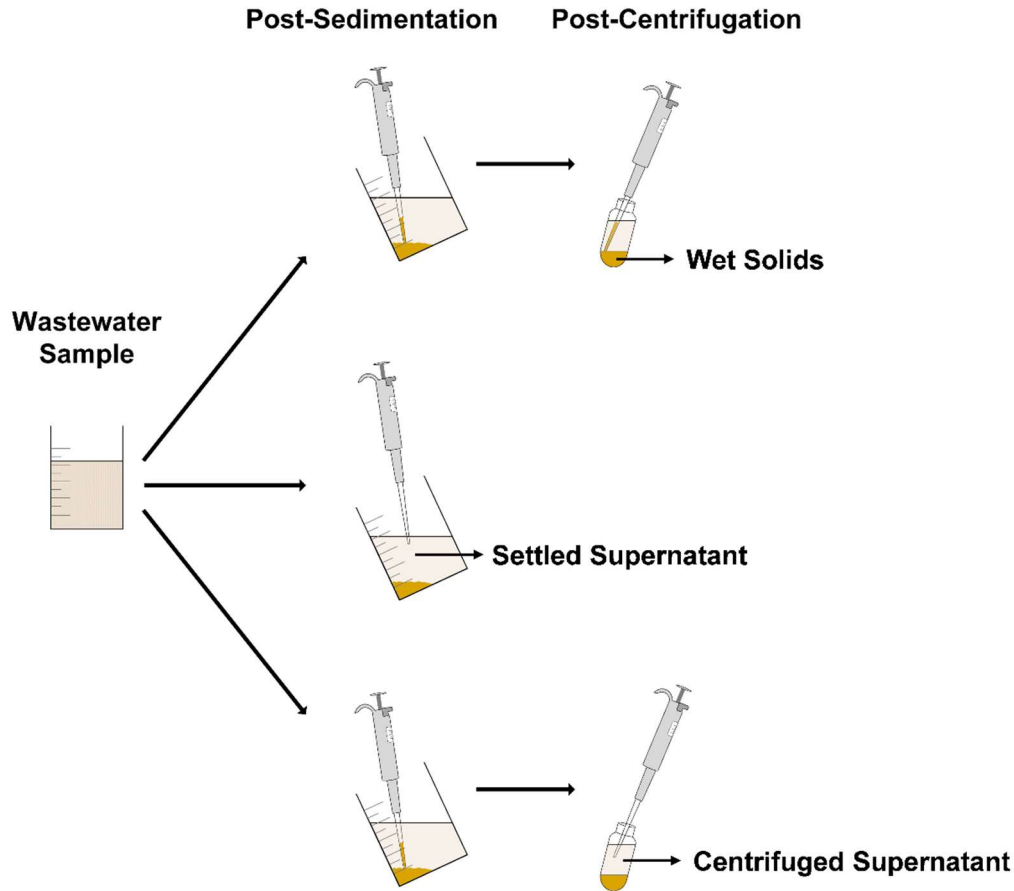 Post-Sedimentation
Post-Centrifugation
Wet Solids
Wastewater
Sample
Settled Supernatant
Centrifuged Supernatant